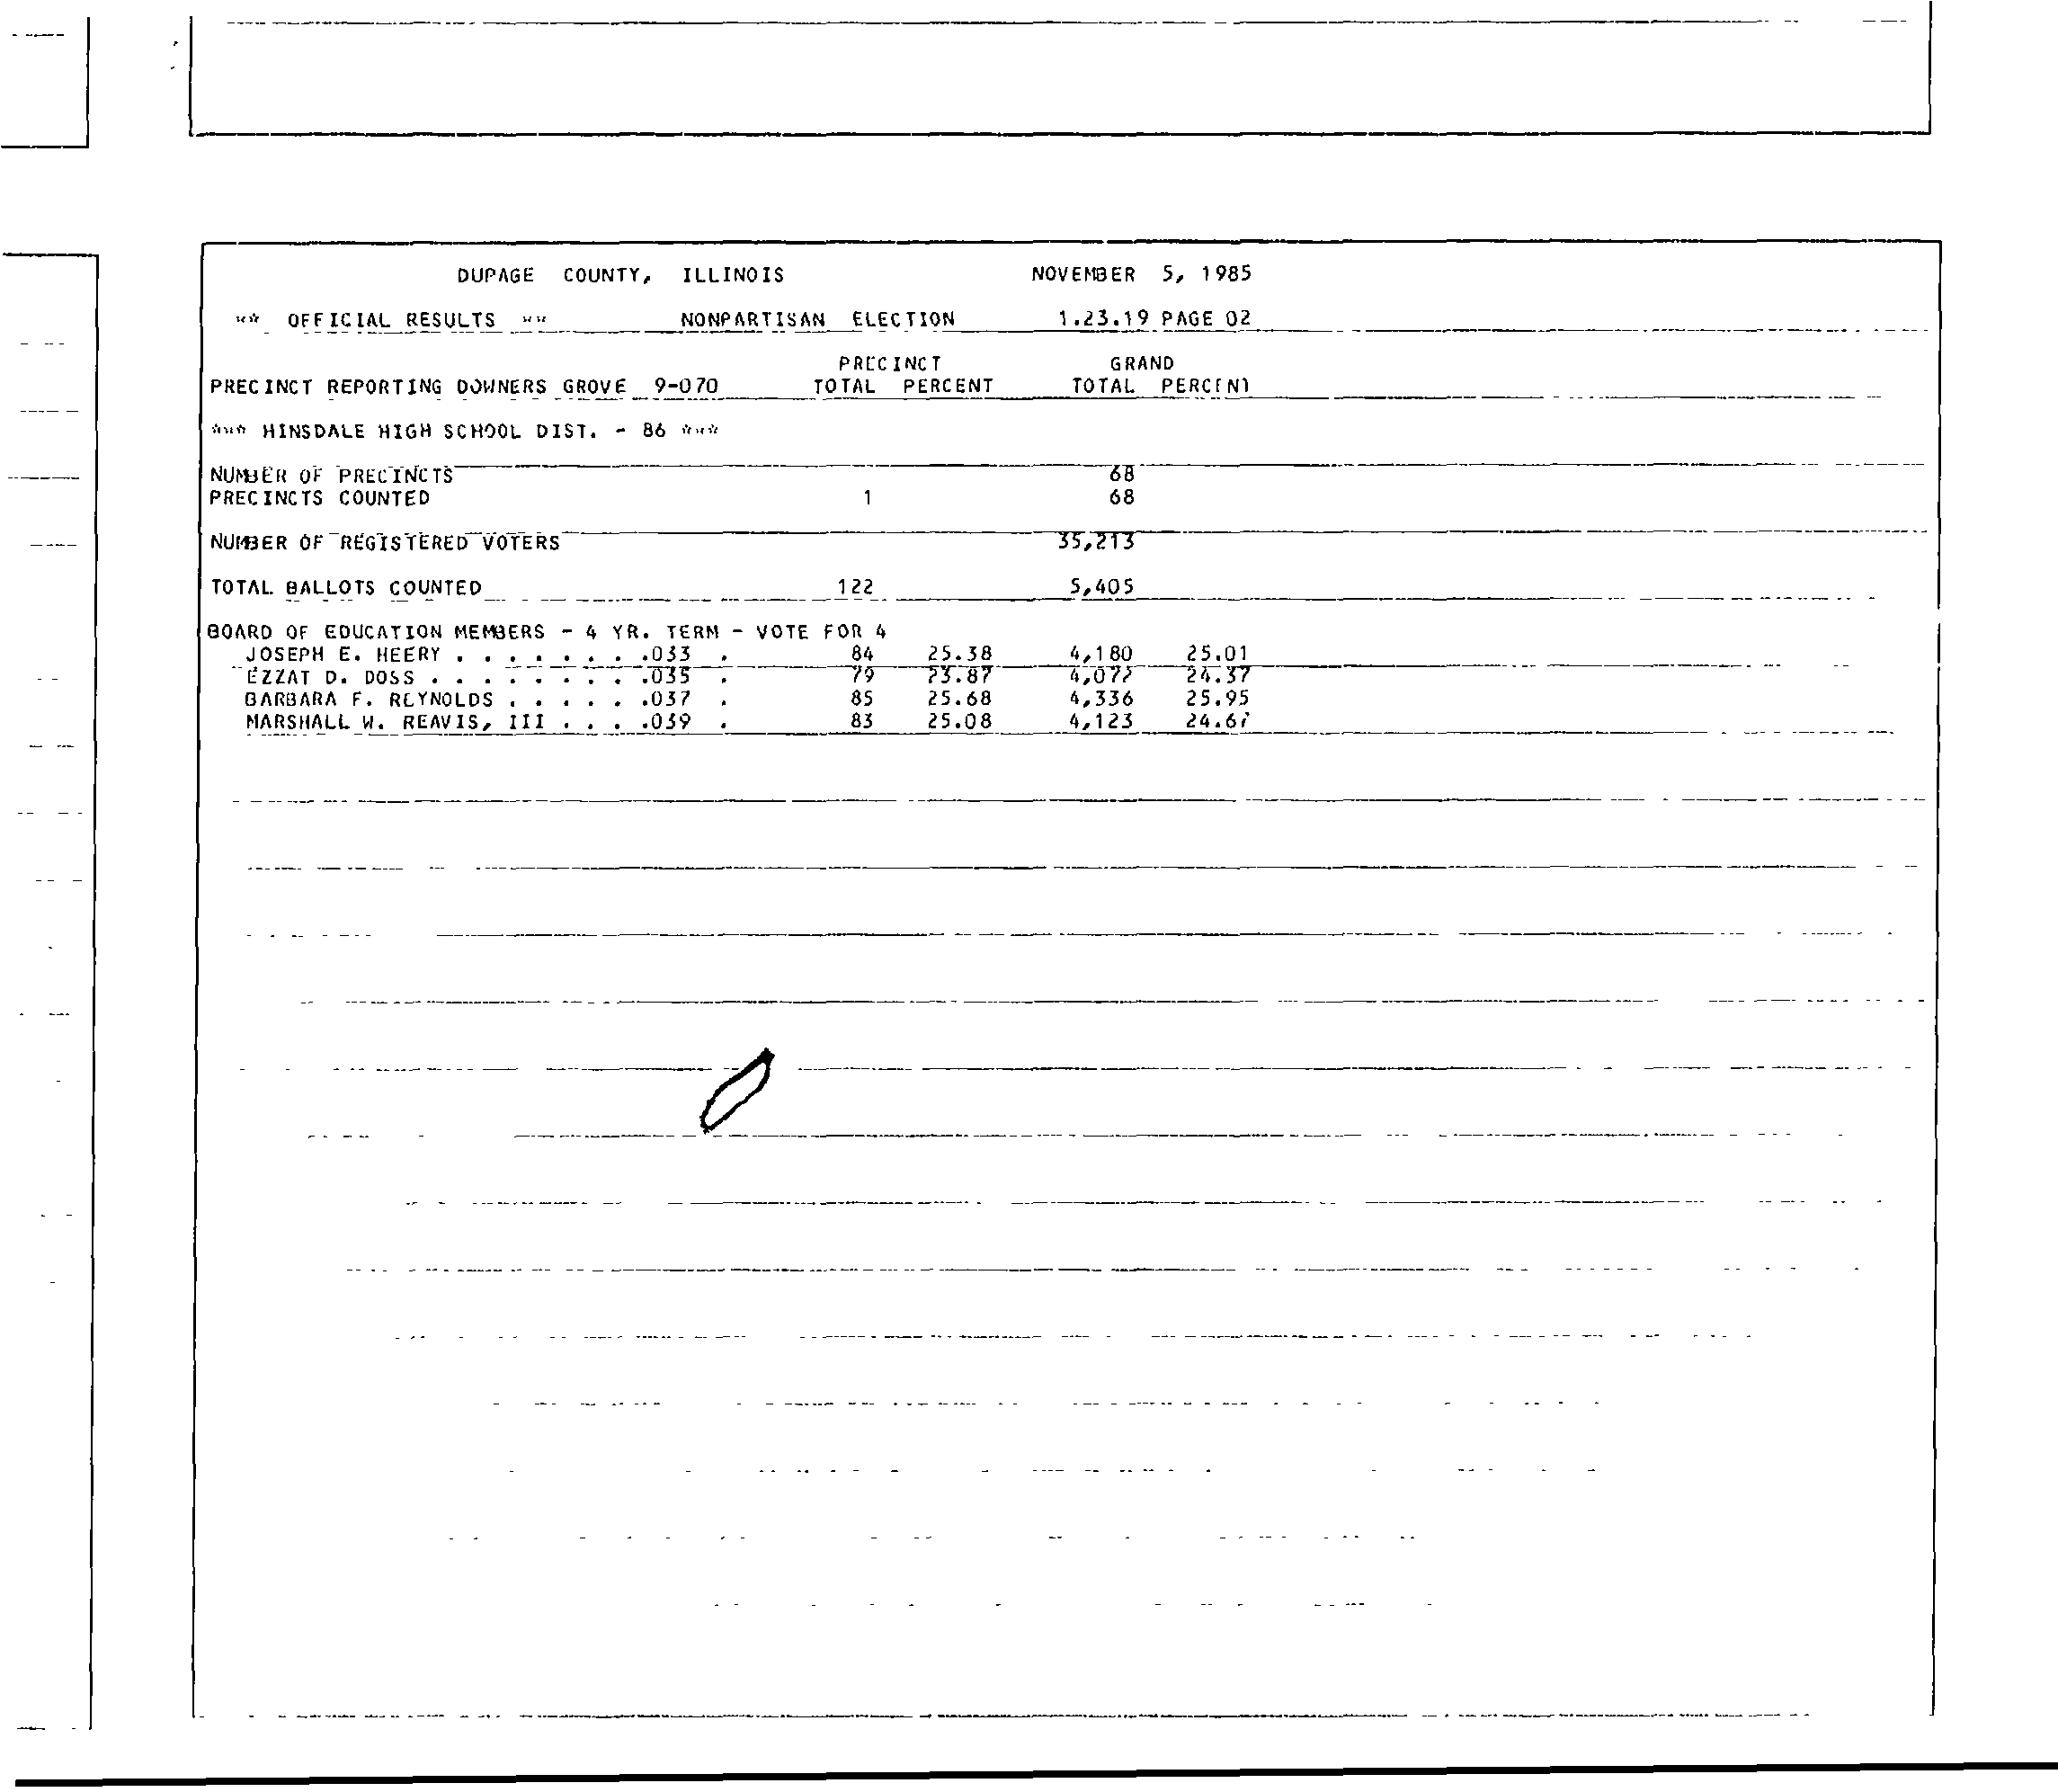 DUPAGE COUNTY, ILLINOIS NOVEMBER 5, 1985
** OFFICIAL RESULTS ** NONPARTISAN ELECTION 1.23.19 PAGE 02
PRECINCT GRAND
PRECINCT REPORTING DOWNERS GROVE 9-070 TOTAL PERCENT TOTAL PERCENT
*** HINSDALE HIGH SCHOOL DIST. - 86 ***
NUMBER OF PRECINCTS 68
PRECINCTS COUNTED 1 68
NUMBER OF REGISTERED VOTERS 35,213
TOTAL BALLOTS COUNTED 122 5,405
BOARD OF EDUCATION MEMBERS - 4 YR. TERM - VOTE FOR 4
JOSEPH E. HEERY . . . . . . . .033 . 84 25.38 4,180 25.01
EZZAT D. DOSS . . . . . . . . .035 . 79 23.87 4,072 24.37
BARBARA F. REYNOLDS . . . . . .037 . 85 25.68 4,336 25.95
MARSHALL W. REAVIS, III . . . .039 . 83 25.08 4,123 24.67